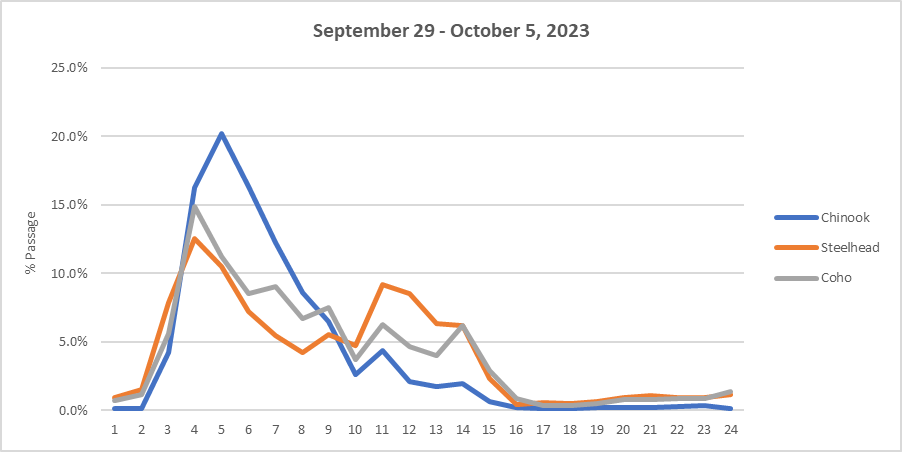 September 29 - October 5, 2023
25.0%
20.0%
15.0%
10.0%
5.0%
0.0%
% Passage
1 2 3 4 5 6 7 8 9 10 11 12 13 14 15 16 17 18 19 20 21 22 23 24
Chinook
Steelhead
Coho